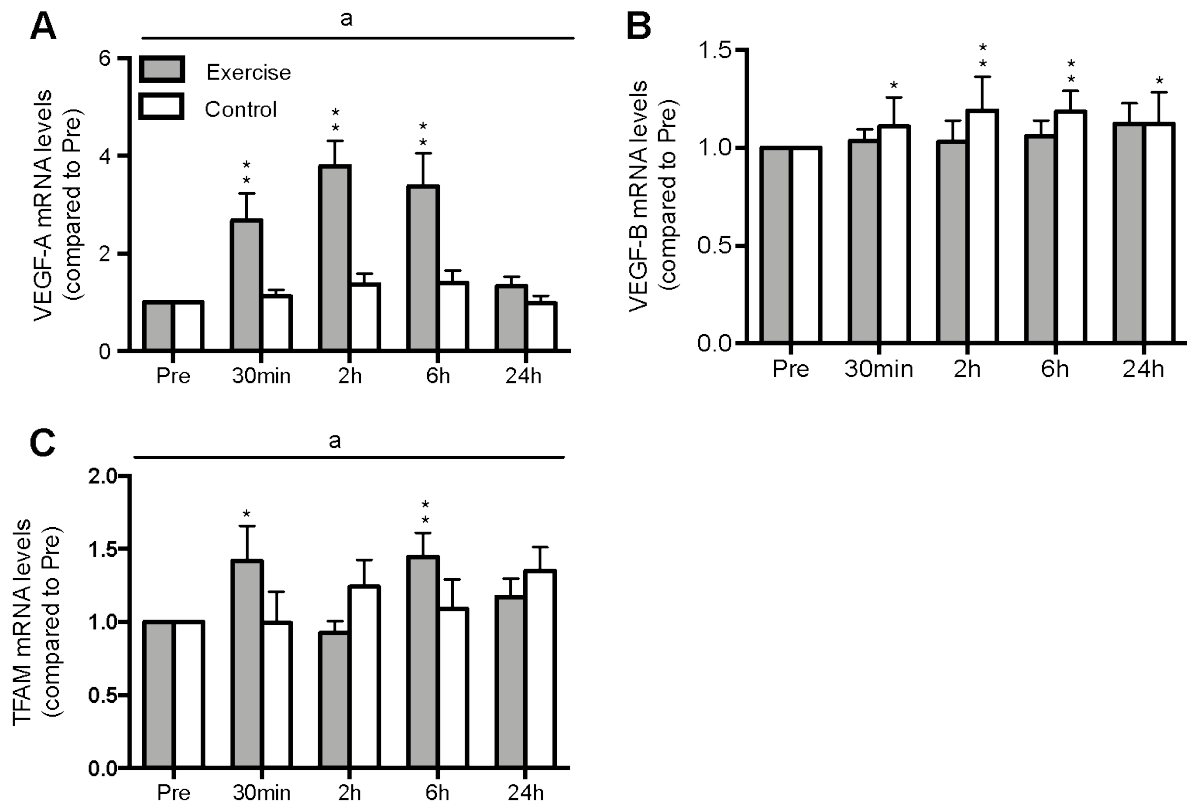 A
a
VEGF-A mRNA levels
(compared to Pre)
6
4
2
0
Exercise
Control
*
*
*
*
*
*
Pre 30min 2h 6h 24h
B
VEGF-B mRNA levels
(compared to Pre)
1.5
1.0
0.5
0.0
*
*
*
*
*
*
Pre 30min 2h 6h 24h
C
a
TFAM mRNA levels
(compared to Pre)
2.0
1.5
1.0
0.5
0.0
*
*
*
Pre 30min 2h 6h 24h